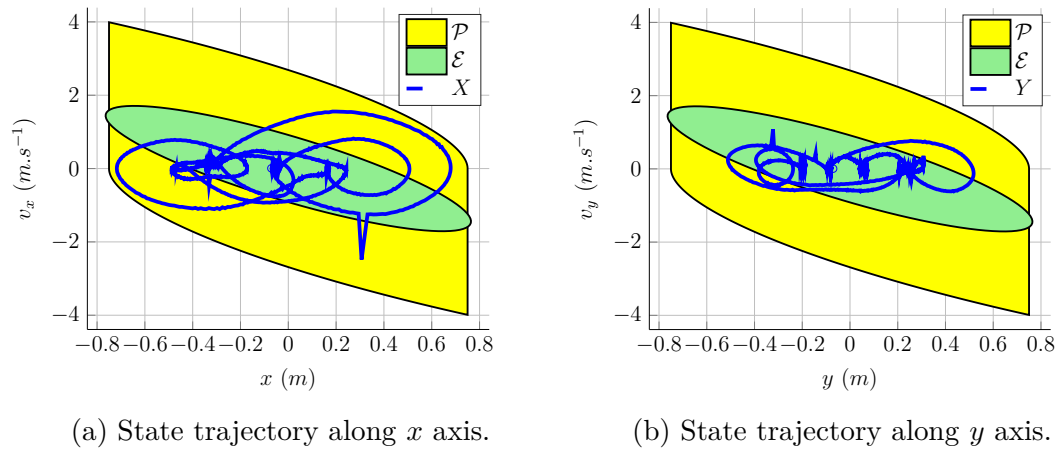 4
2
0
−2
−4
v_x (m.s⁻¹)
−0.8 −0.6 −0.4 −0.2 0 0.2 0.4 0.6 0.8
x (m)
𝒫
ℰ
X
(a) State trajectory along x axis.
4
2
0
−2
−4
v_y (m.s⁻¹)
−0.8 −0.6 −0.4 −0.2 0 0.2 0.4 0.6 0.8
y (m)
𝒫
ℰ
Y
(b) State trajectory along y axis.